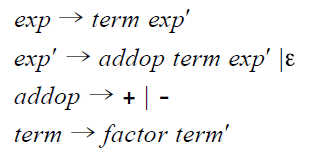 exp → term exp′
exp′ → addop term exp′ |ε
addop → + | -
term → factor term′